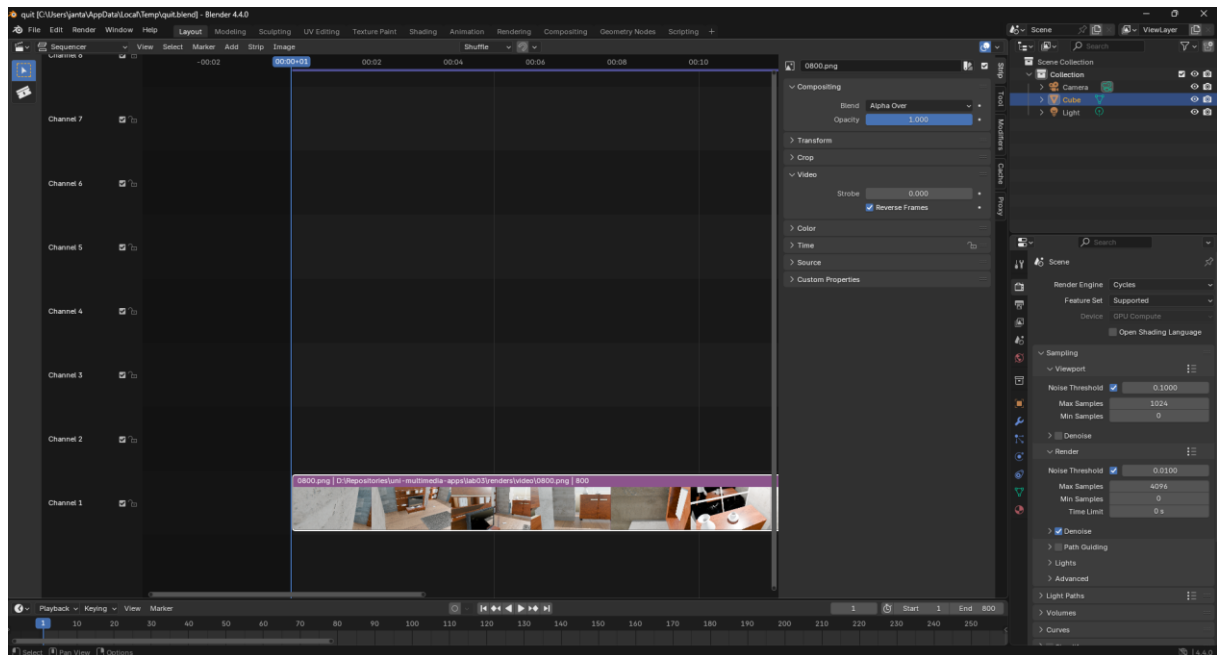 quit [C:\Users\janta\AppData\Local\Temp\quit.blend] - Blender 4.4.0
File Edit Render Window Help Layout Modeling Sculpting UV Editing Texture Paint Shading Animation Rendering Compositing Geometry Nodes Scripting + Scene ViewLayer
Sequencer View Select Marker Add Strip Image Shuffle Search
Channel 8 -00:02 00:00+01 00:02 00:04 00:06 00:08 00:10
Channel 7
Channel 6
Channel 5
Channel 4
Channel 3
Channel 2
Channel 1
0800.png | D:\Repositories\uni-multimedia-apps\lab03\renders\video\0800.png | 800
0800.png
Compositing
Blend Alpha Over
Opacity 1.000
Transform
Crop
Video
Strobe 0.000
Reverse Frames
Color
Time
Source
Custom Properties
Strip
Tool
Modifiers
Cache
Proxy
Scene Collection
Collection
Camera
Cube
Light
Search
Scene
Render Engine Cycles
Feature Set Supported
Device GPU Compute
Open Shading Language
Sampling
Viewport
Noise Threshold 0.1000
Max Samples 1024
Min Samples 0
Denoise
Render
Noise Threshold 0.0100
Max Samples 4096
Min Samples 0
Time Limit 0 s
Denoise
Path Guiding
Lights
Advanced
Light Paths
Volumes
Curves
Playback Keying View Marker 1 Start 1 End 800
1 10 20 30 40 50 60 70 80 90 100 110 120 130 140 150 160 170 180 190 200 210 220 230 240 250
Select Pan View Options 4.4.0